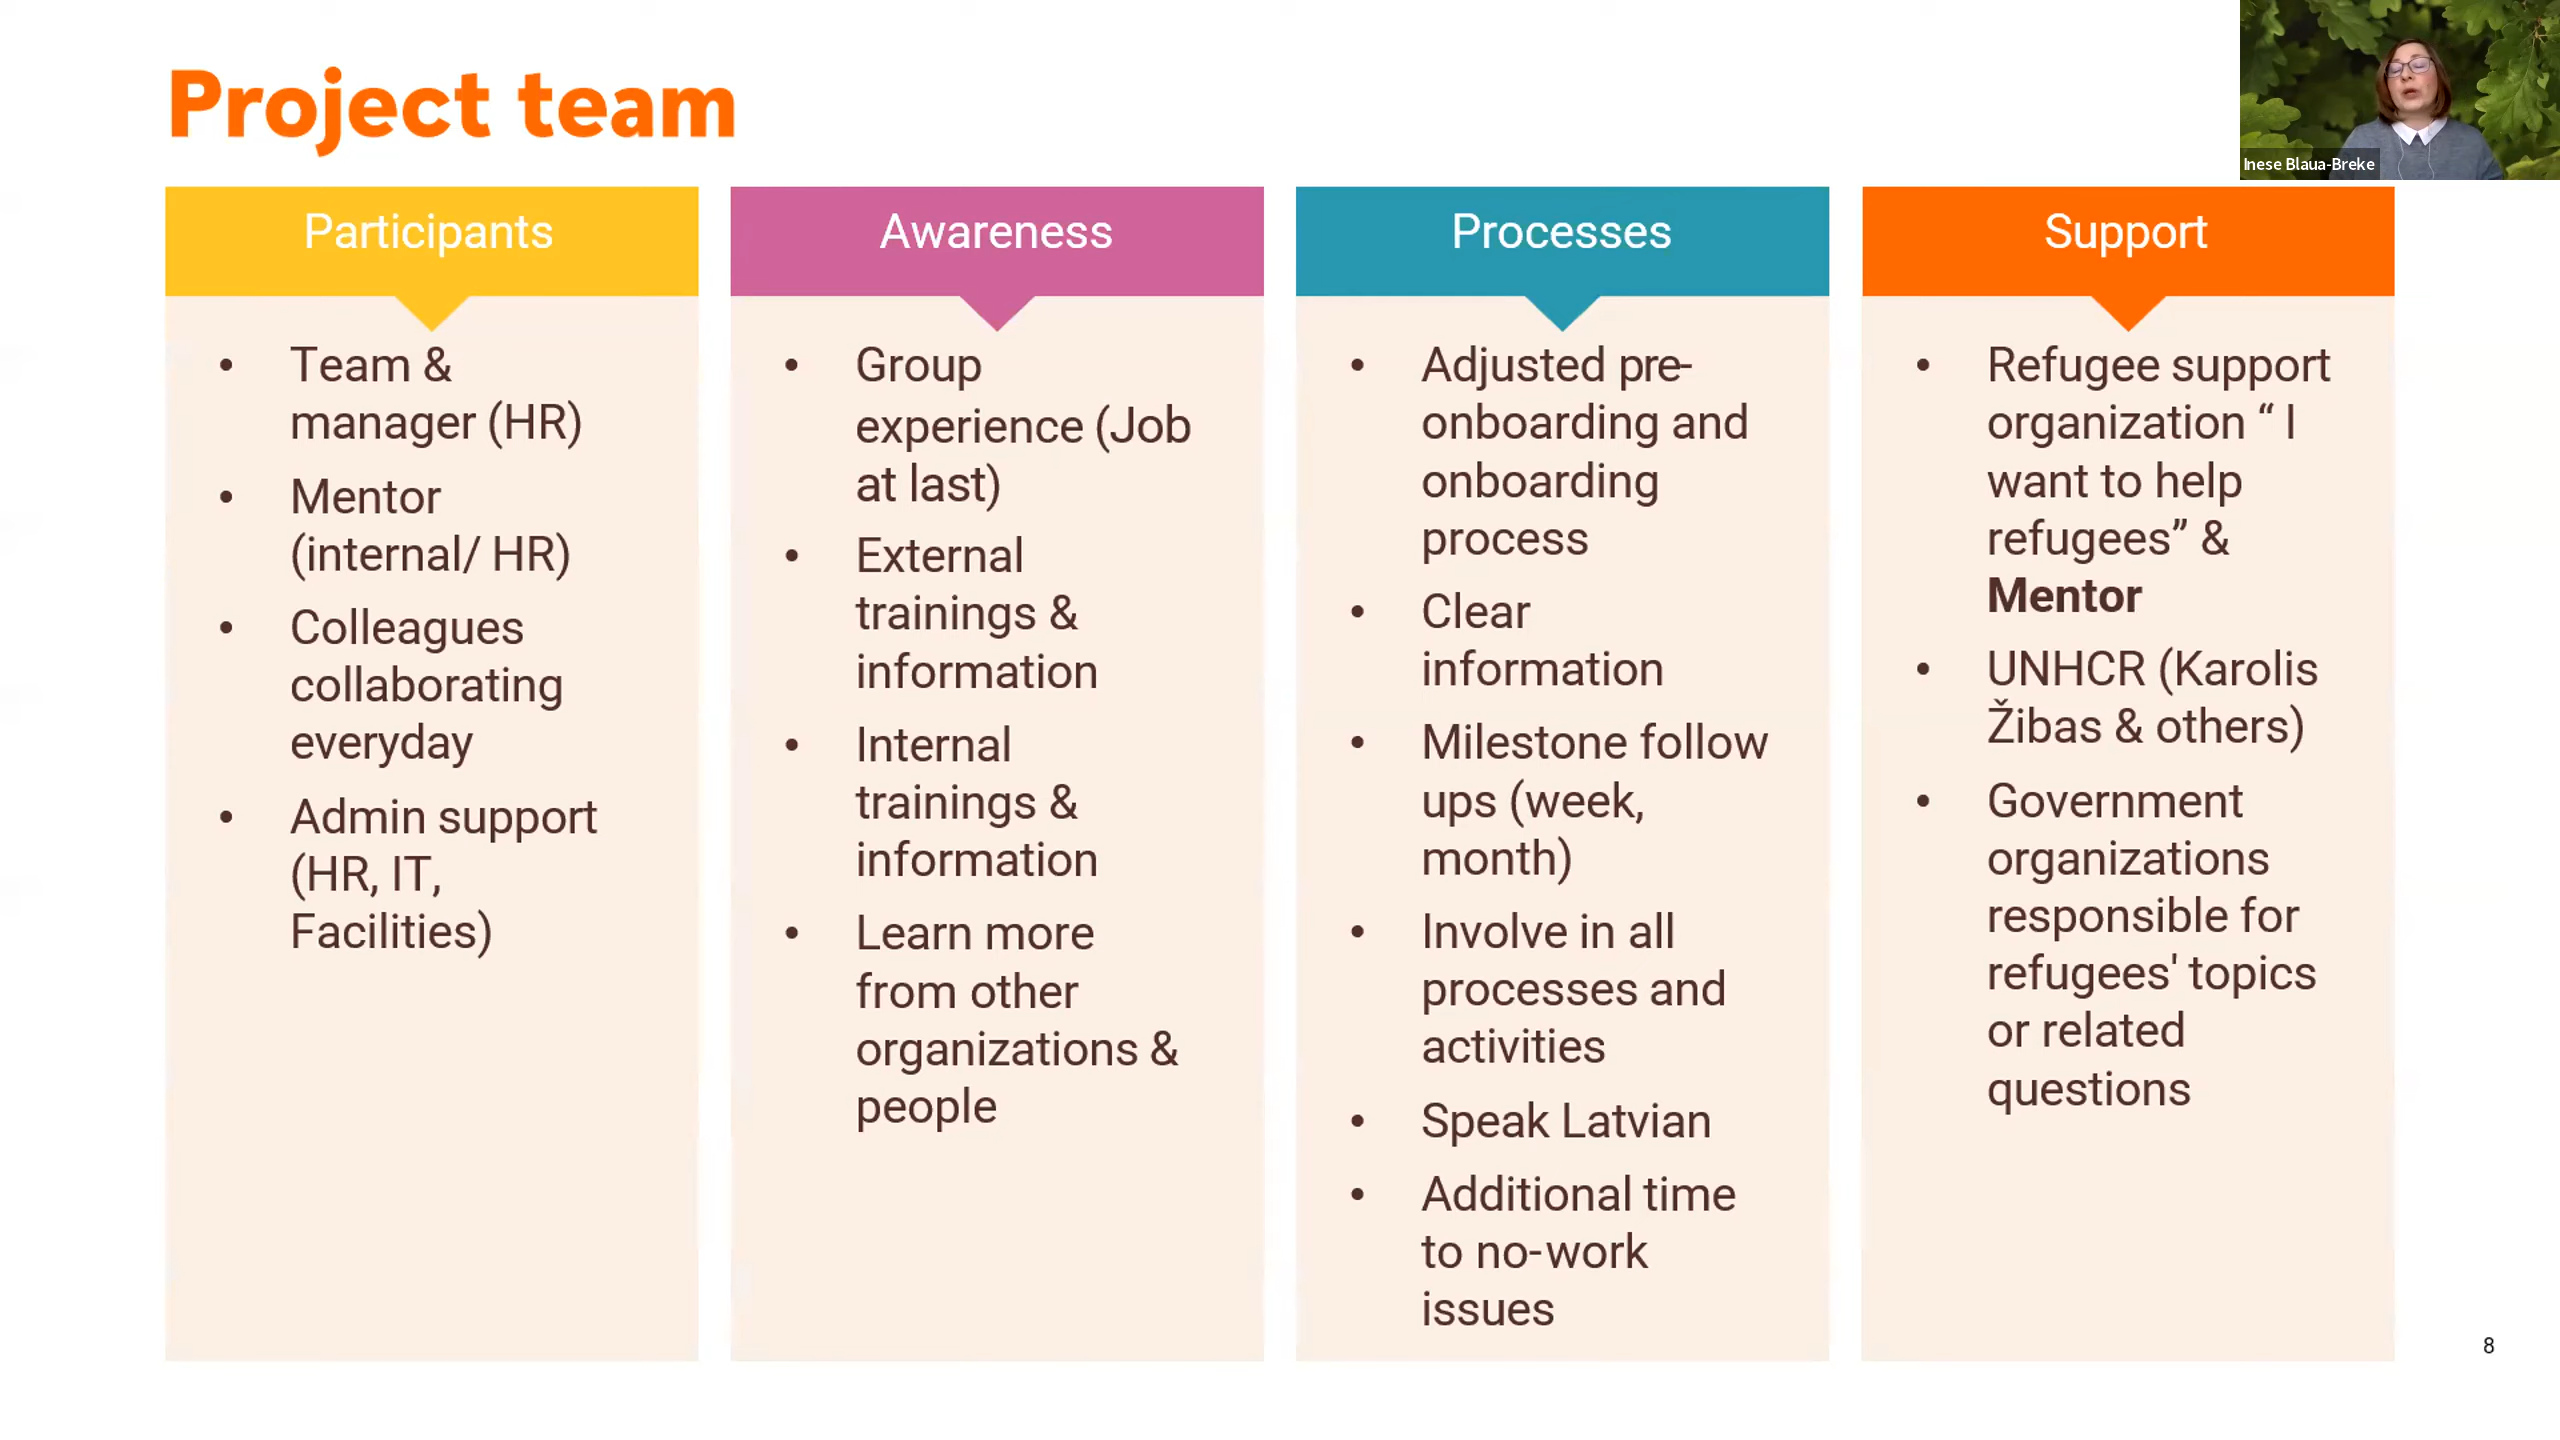 Project team
Inese Blaua-Breke
Participants
• Team &
manager (HR)
• Mentor
(internal/ HR)
• Colleagues
collaborating
everyday
• Admin support
(HR, IT,
Facilities)
Awareness
• Group
experience (Job
at last)
• External
trainings &
information
• Internal
trainings &
information
• Learn more
from other
organizations &
people
Processes
• Adjusted pre-
onboarding and
onboarding
process
• Clear
information
• Milestone follow
ups (week,
month)
• Involve in all
processes and
activities
• Speak Latvian
• Additional time
to no-work
issues
Support
• Refugee support
organization “ I
want to help
refugees” &
Mentor
• UNHCR (Karolis
Žibas & others)
• Government
organizations
responsible for
refugees' topics
or related
questions
8